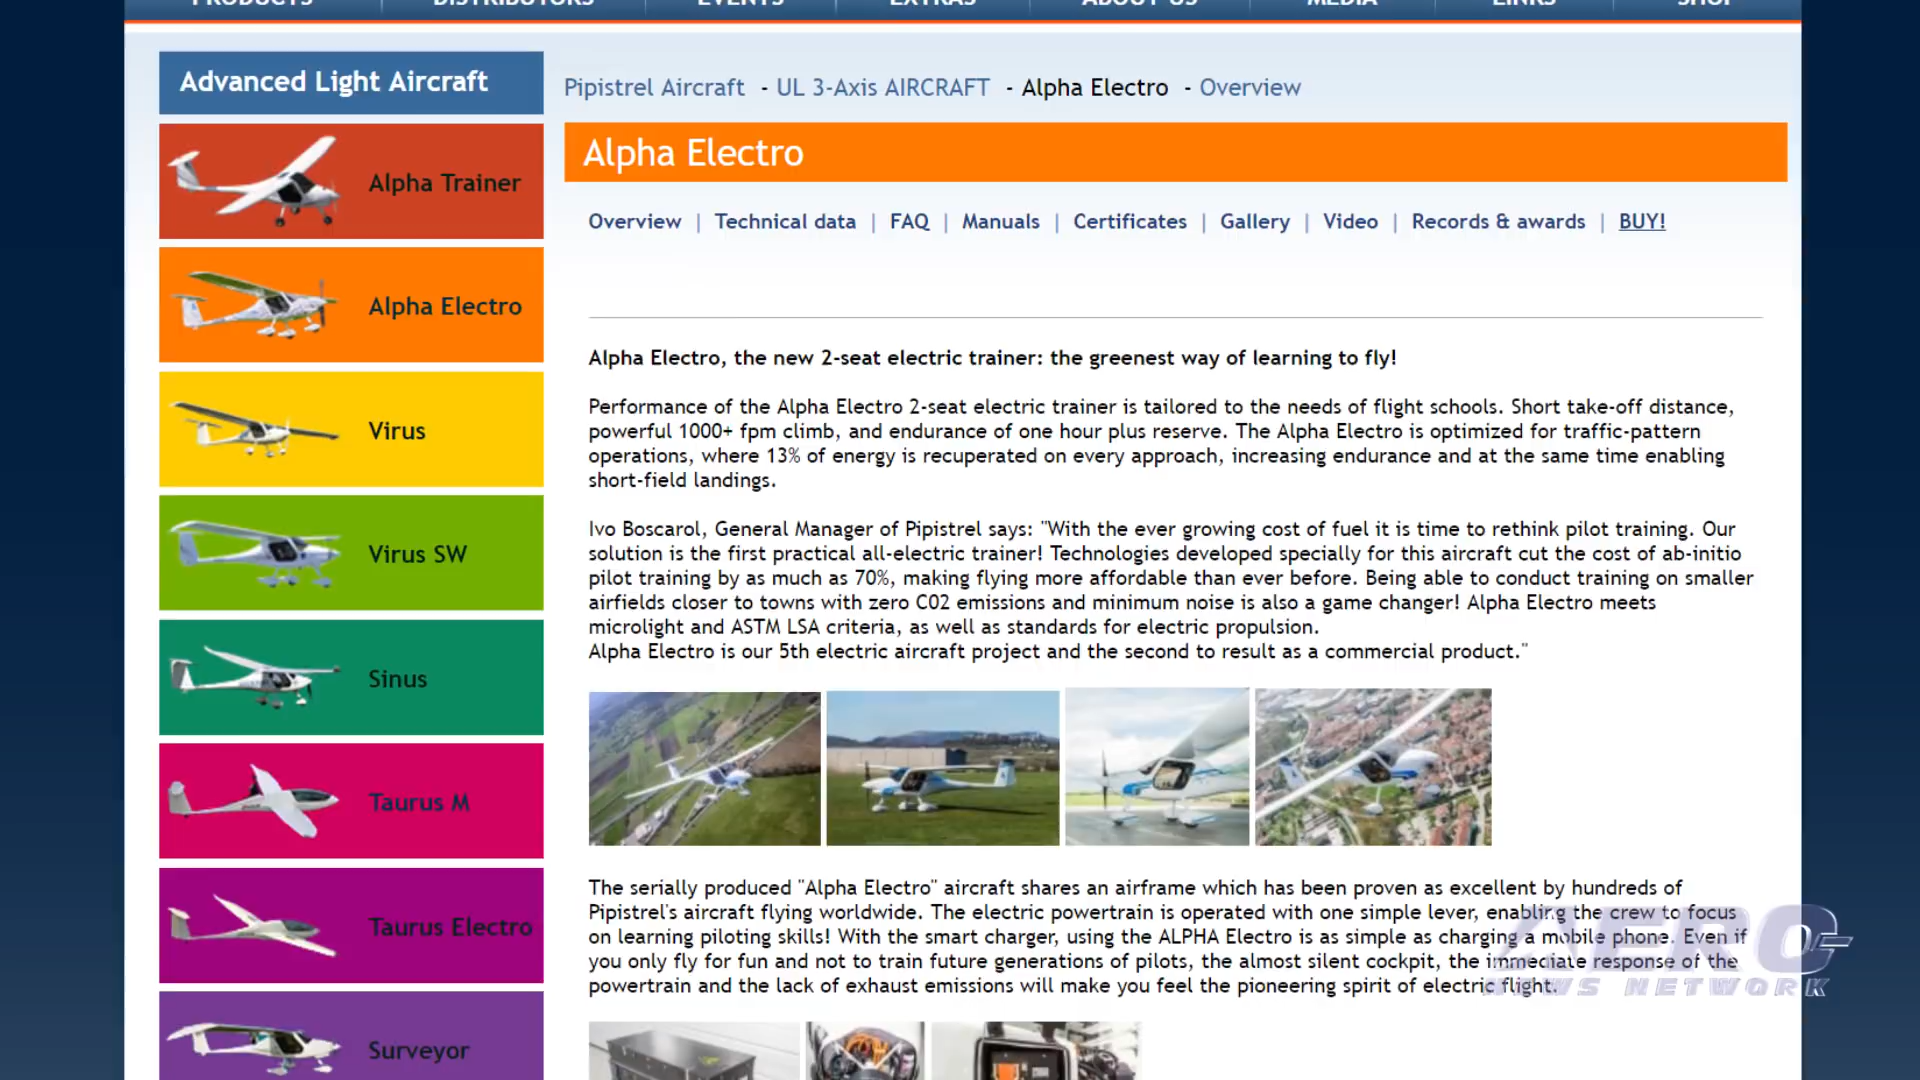 PRODUCTS
DISTRIBUTORS
EVENTS
EXTRAS
ABOUT US
MEDIA
LINKS
SHOP
Advanced Light Aircraft
Alpha Trainer
Alpha Electro
Virus
Virus SW
Sinus
Taurus M
Taurus Electro
Surveyor
Pipistrel Aircraft - UL 3-Axis AIRCRAFT - Alpha Electro - Overview
Alpha Electro
Overview | Technical data | FAQ | Manuals | Certificates | Gallery | Video | Records & awards | BUY!
Alpha Electro, the new 2-seat electric trainer: the greenest way of learning to fly!
Performance of the Alpha Electro 2-seat electric trainer is tailored to the needs of flight schools. Short take-off distance,
powerful 1000+ fpm climb, and endurance of one hour plus reserve. The Alpha Electro is optimized for traffic-pattern
operations, where 13% of energy is recuperated on every approach, increasing endurance and at the same time enabling
short-field landings.
Ivo Boscarol, General Manager of Pipistrel says: "With the ever growing cost of fuel it is time to rethink pilot training. Our
solution is the first practical all-electric trainer! Technologies developed specially for this aircraft cut the cost of ab-initio
pilot training by as much as 70%, making flying more affordable than ever before. Being able to conduct training on smaller
airfields closer to towns with zero CO2 emissions and minimum noise is also a game changer! Alpha Electro meets
microlight and ASTM LSA criteria, as well as standards for electric propulsion.
Alpha Electro is our 5th electric aircraft project and the second to result as a commercial product."
The serially produced "Alpha Electro" aircraft shares an airframe which has been proven as excellent by hundreds of
Pipistrel's aircraft flying worldwide. The electric powertrain is operated with one simple lever, enabling the crew to focus
on learning piloting skills! With the smart charger, using the ALPHA Electro is as simple as charging a mobile phone. Even if
you only fly for fun and not to train future generations of pilots, the almost silent cockpit, the immediate response of the
powertrain and the lack of exhaust emissions will make you feel the pioneering spirit of electric flight.
AERO
NEWS NETWORK